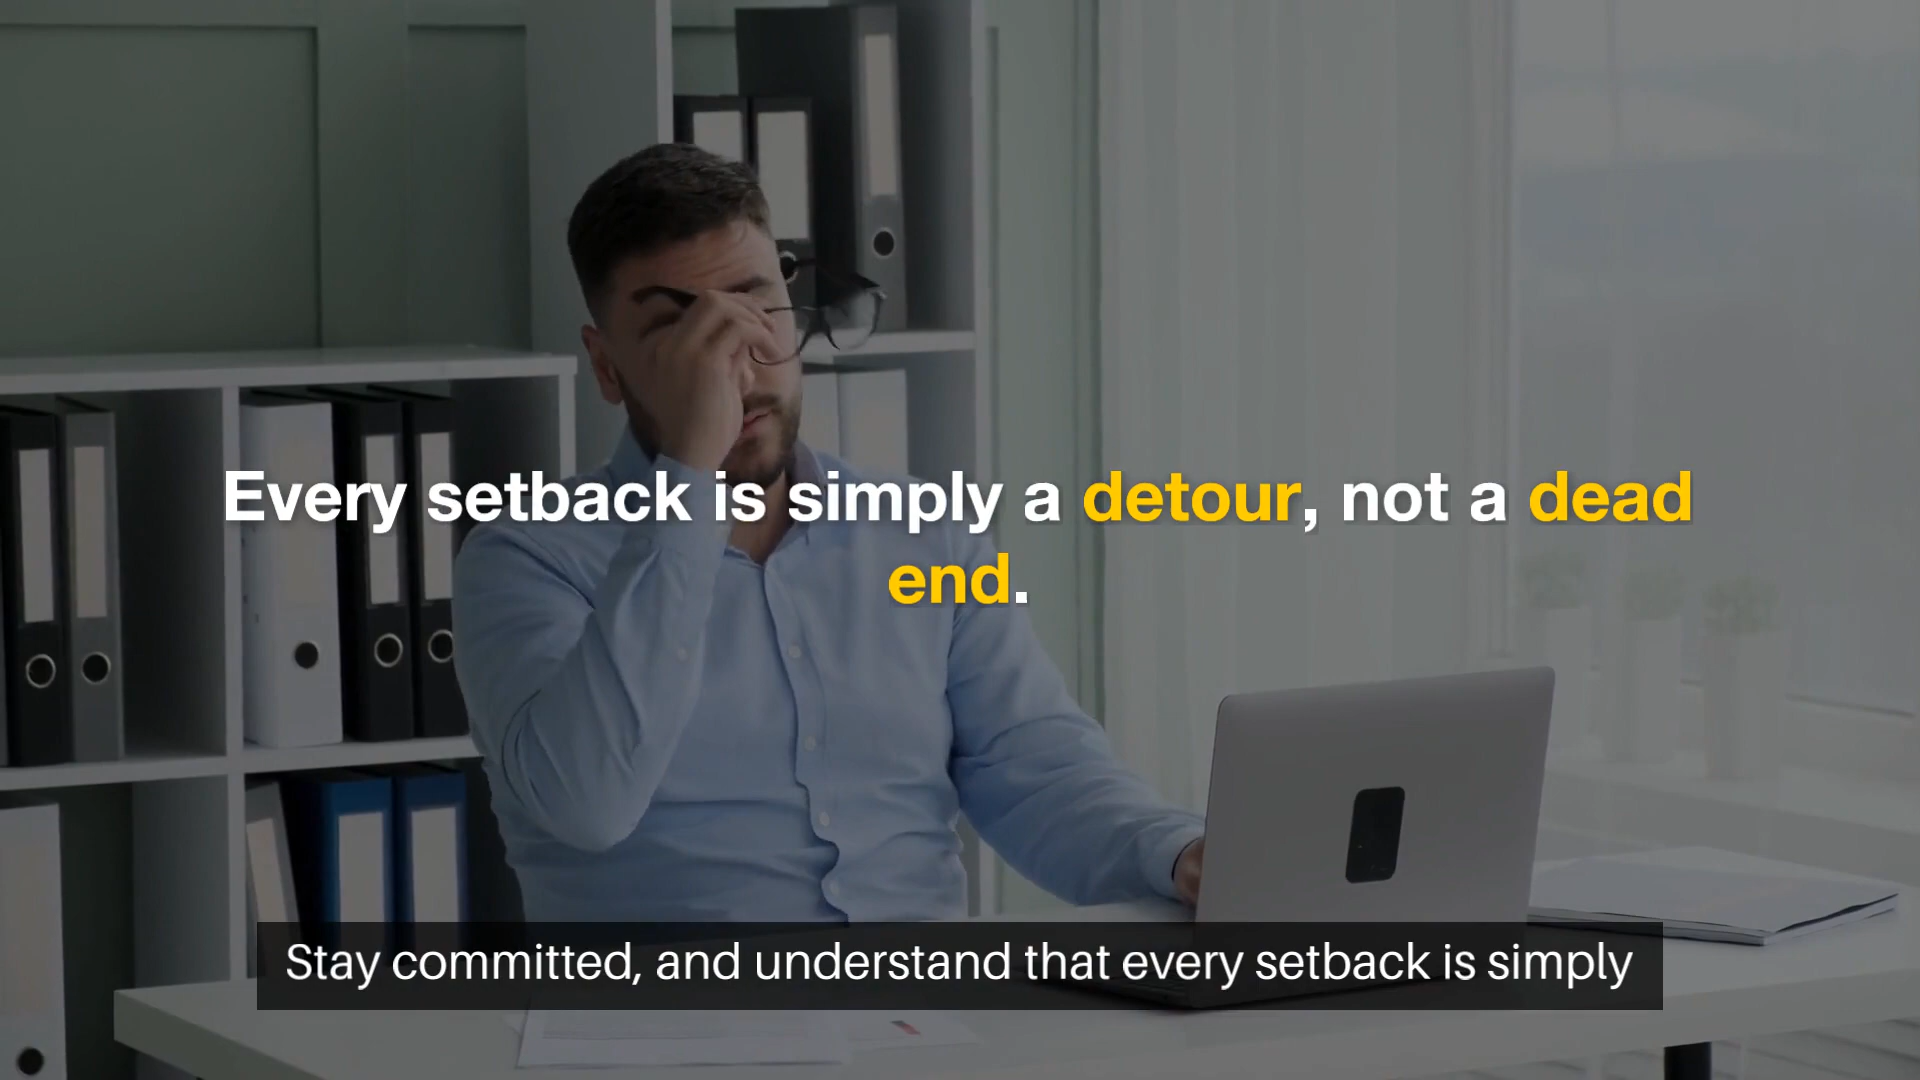 Every setback is simply a detour, not a dead
end.
Stay committed, and understand that every setback is simply